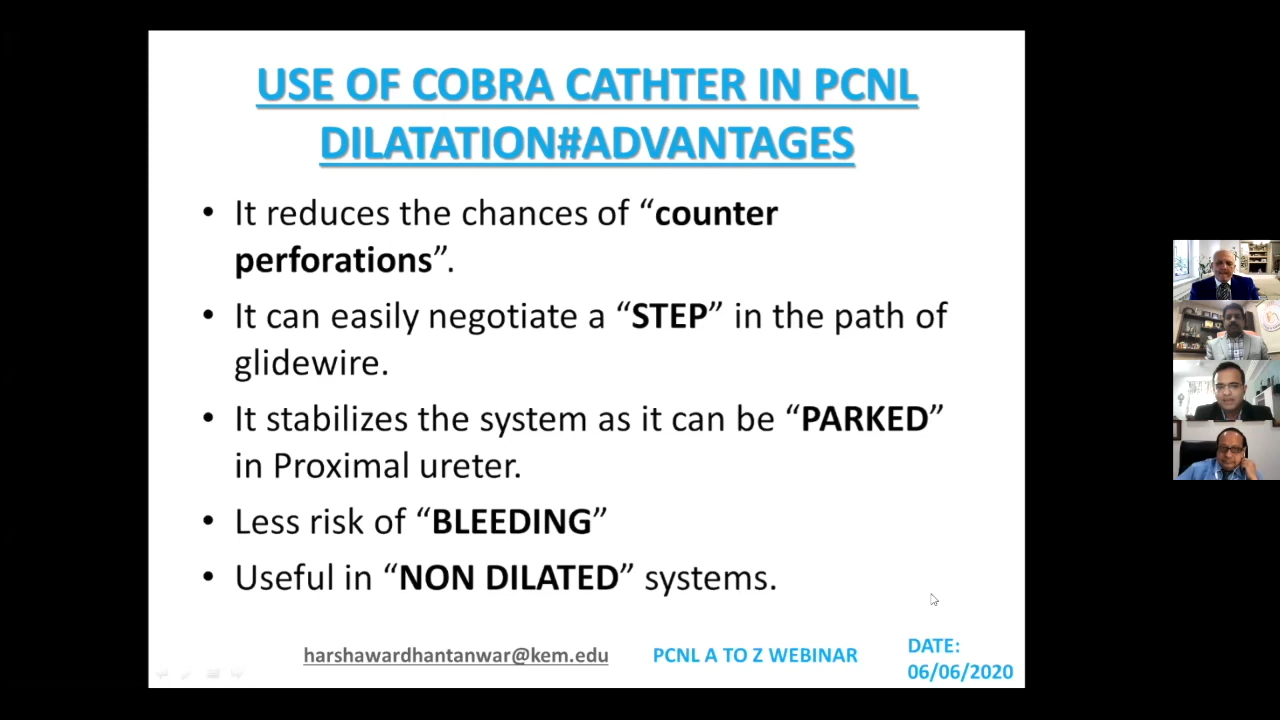 USE OF COBRA CATHTER IN PCNL
DILATATION#ADVANTAGES
• It reduces the chances of “counter
perforations”.
• It can easily negotiate a “STEP” in the path of
glidewire.
• It stabilizes the system as it can be “PARKED”
in Proximal ureter.
• Less risk of “BLEEDING”
• Useful in “NON DILATED” systems.
harshawardhantanwar@kem.edu
PCNL A TO Z WEBINAR
DATE:
06/06/2020